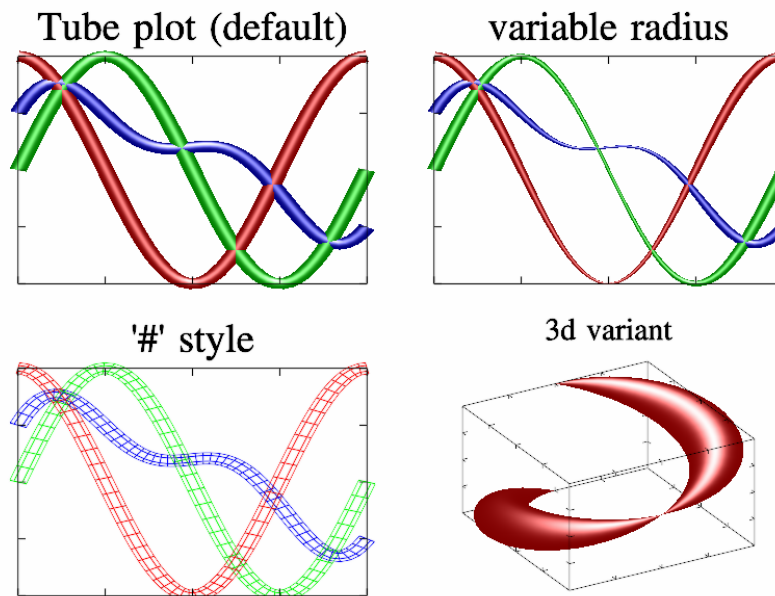 Tube plot (default)
variable radius
'#' style
3d variant